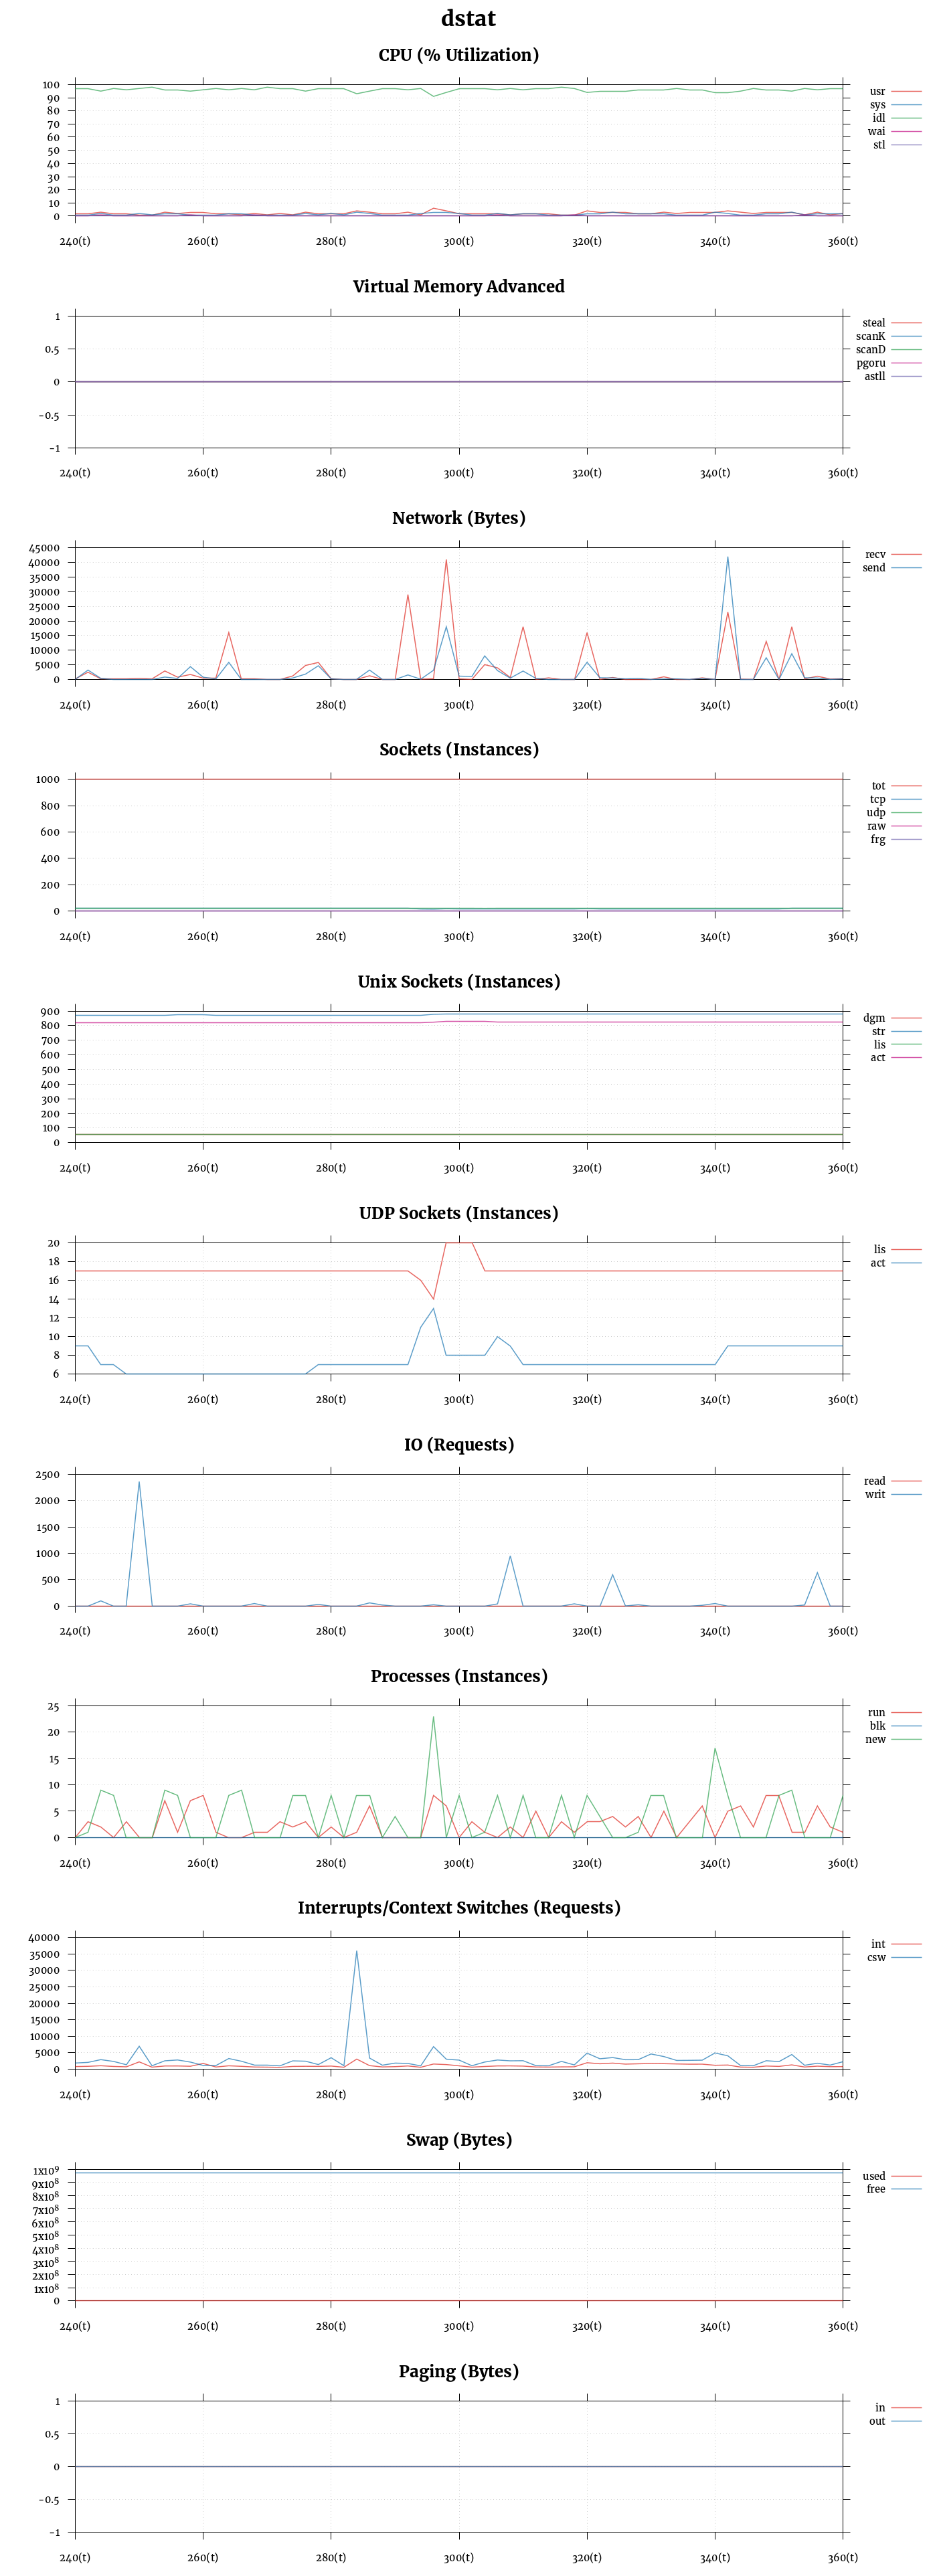 dstat
CPU (% Utilization)
100
90
80
70
60
50
40
30
20
10
0
240(t) 260(t) 280(t) 300(t) 320(t) 340(t) 360(t)
usr
sys
idl
wai
stl
Virtual Memory Advanced
1
0.5
0
-0.5
-1
240(t) 260(t) 280(t) 300(t) 320(t) 340(t) 360(t)
steal
scanK
scanD
pgoru
astll
Network (Bytes)
45000
40000
35000
30000
25000
20000
15000
10000
5000
0
240(t) 260(t) 280(t) 300(t) 320(t) 340(t) 360(t)
recv
send
Sockets (Instances)
1000
800
600
400
200
0
240(t) 260(t) 280(t) 300(t) 320(t) 340(t) 360(t)
tot
tcp
udp
raw
frg
Unix Sockets (Instances)
900
800
700
600
500
400
300
200
100
0
240(t) 260(t) 280(t) 300(t) 320(t) 340(t) 360(t)
dgm
str
lis
act
UDP Sockets (Instances)
20
18
16
14
12
10
8
6
240(t) 260(t) 280(t) 300(t) 320(t) 340(t) 360(t)
lis
act
IO (Requests)
2500
2000
1500
1000
500
0
240(t) 260(t) 280(t) 300(t) 320(t) 340(t) 360(t)
read
writ
Processes (Instances)
25
20
15
10
5
0
240(t) 260(t) 280(t) 300(t) 320(t) 340(t) 360(t)
run
blk
new
Interrupts/Context Switches (Requests)
40000
35000
30000
25000
20000
15000
10000
5000
0
240(t) 260(t) 280(t) 300(t) 320(t) 340(t) 360(t)
int
csw
Swap (Bytes)
1x10⁹
9x10⁸
8x10⁸
7x10⁸
6x10⁸
5x10⁸
4x10⁸
3x10⁸
2x10⁸
1x10⁸
0
240(t) 260(t) 280(t) 300(t) 320(t) 340(t) 360(t)
used
free
Paging (Bytes)
1
0.5
0
-0.5
-1
240(t) 260(t) 280(t) 300(t) 320(t) 340(t) 360(t)
in
out